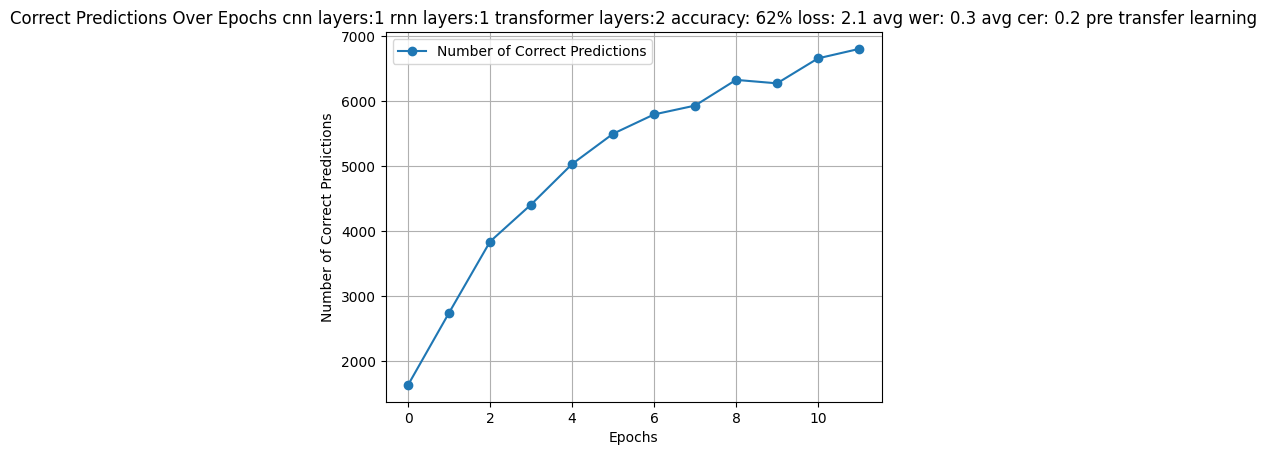 Correct Predictions Over Epochs cnn layers:1 rnn layers:1 transformer layers:2 accuracy: 62% loss: 2.1 avg wer: 0.3 avg cer: 0.2 pre transfer learning
Number of Correct Predictions
Number of Correct Predictions
7000
6000
5000
4000
3000
2000
0 2 4 6 8 10
Epochs